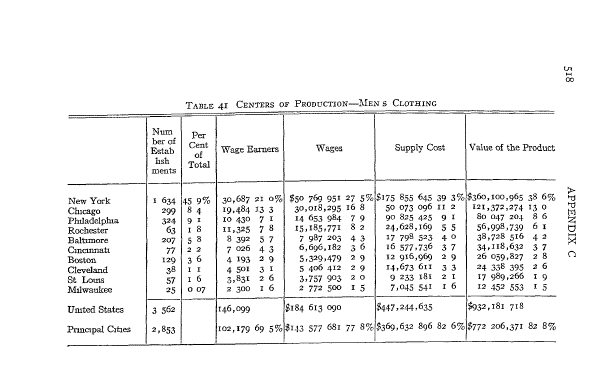 518
APPENDIX C
TABLE 41 CENTERS OF PRODUCTION—MEN S CLOTHING
Num ber of Estab lish ments | Per Cent of Total | Wage Earners | Wages | Supply Cost | Value of the Product
New York 1 634 45 9% 30,687 21 0% $50 769 951 27 5% $175 855 645 39 3% $360,100,965 38 6%
Chicago 299 8 4 19,484 13 3 30,018,295 16 8 50 073 096 11 2 121,372,274 13 0
Philadelphia 324 9 1 10 430 7 1 14 653 984 7 9 90 825 425 9 1 80 047 204 8 6
Rochester 63 1 8 11,325 7 8 15,185,771 8 2 24,628,169 5 5 56,998,739 6 1
Baltimore 207 5 8 8 392 5 7 7 987 203 4 3 17 798 523 4 0 38,728 516 4 2
Cincinnati 77 2 2 7 026 4 3 6,696,182 3 6 16 577,736 3 7 34,118,632 3 7
Boston 129 3 6 4 193 2 9 5,329,479 2 9 12 916,969 2 9 26 059,827 2 8
Cleveland 38 1 1 4 501 3 1 5 406 412 2 9 14,673 611 3 3 24 338 395 2 6
St Louis 57 1 6 3,831 2 6 3,757 903 2 0 9 233 181 2 1 17 989,266 1 9
Milwaukee 25 0 07 2 300 1 6 2 772 500 1 5 7,045 541 1 6 12 452 553 1 5
United States 3 562 146,099 $184 613 090 $447,244,635 $932,181 718
Principal Cities 2,853 102,179 69 5% $143 577 681 77 8% $369,632 896 82 6% $772 206,371 82 8%